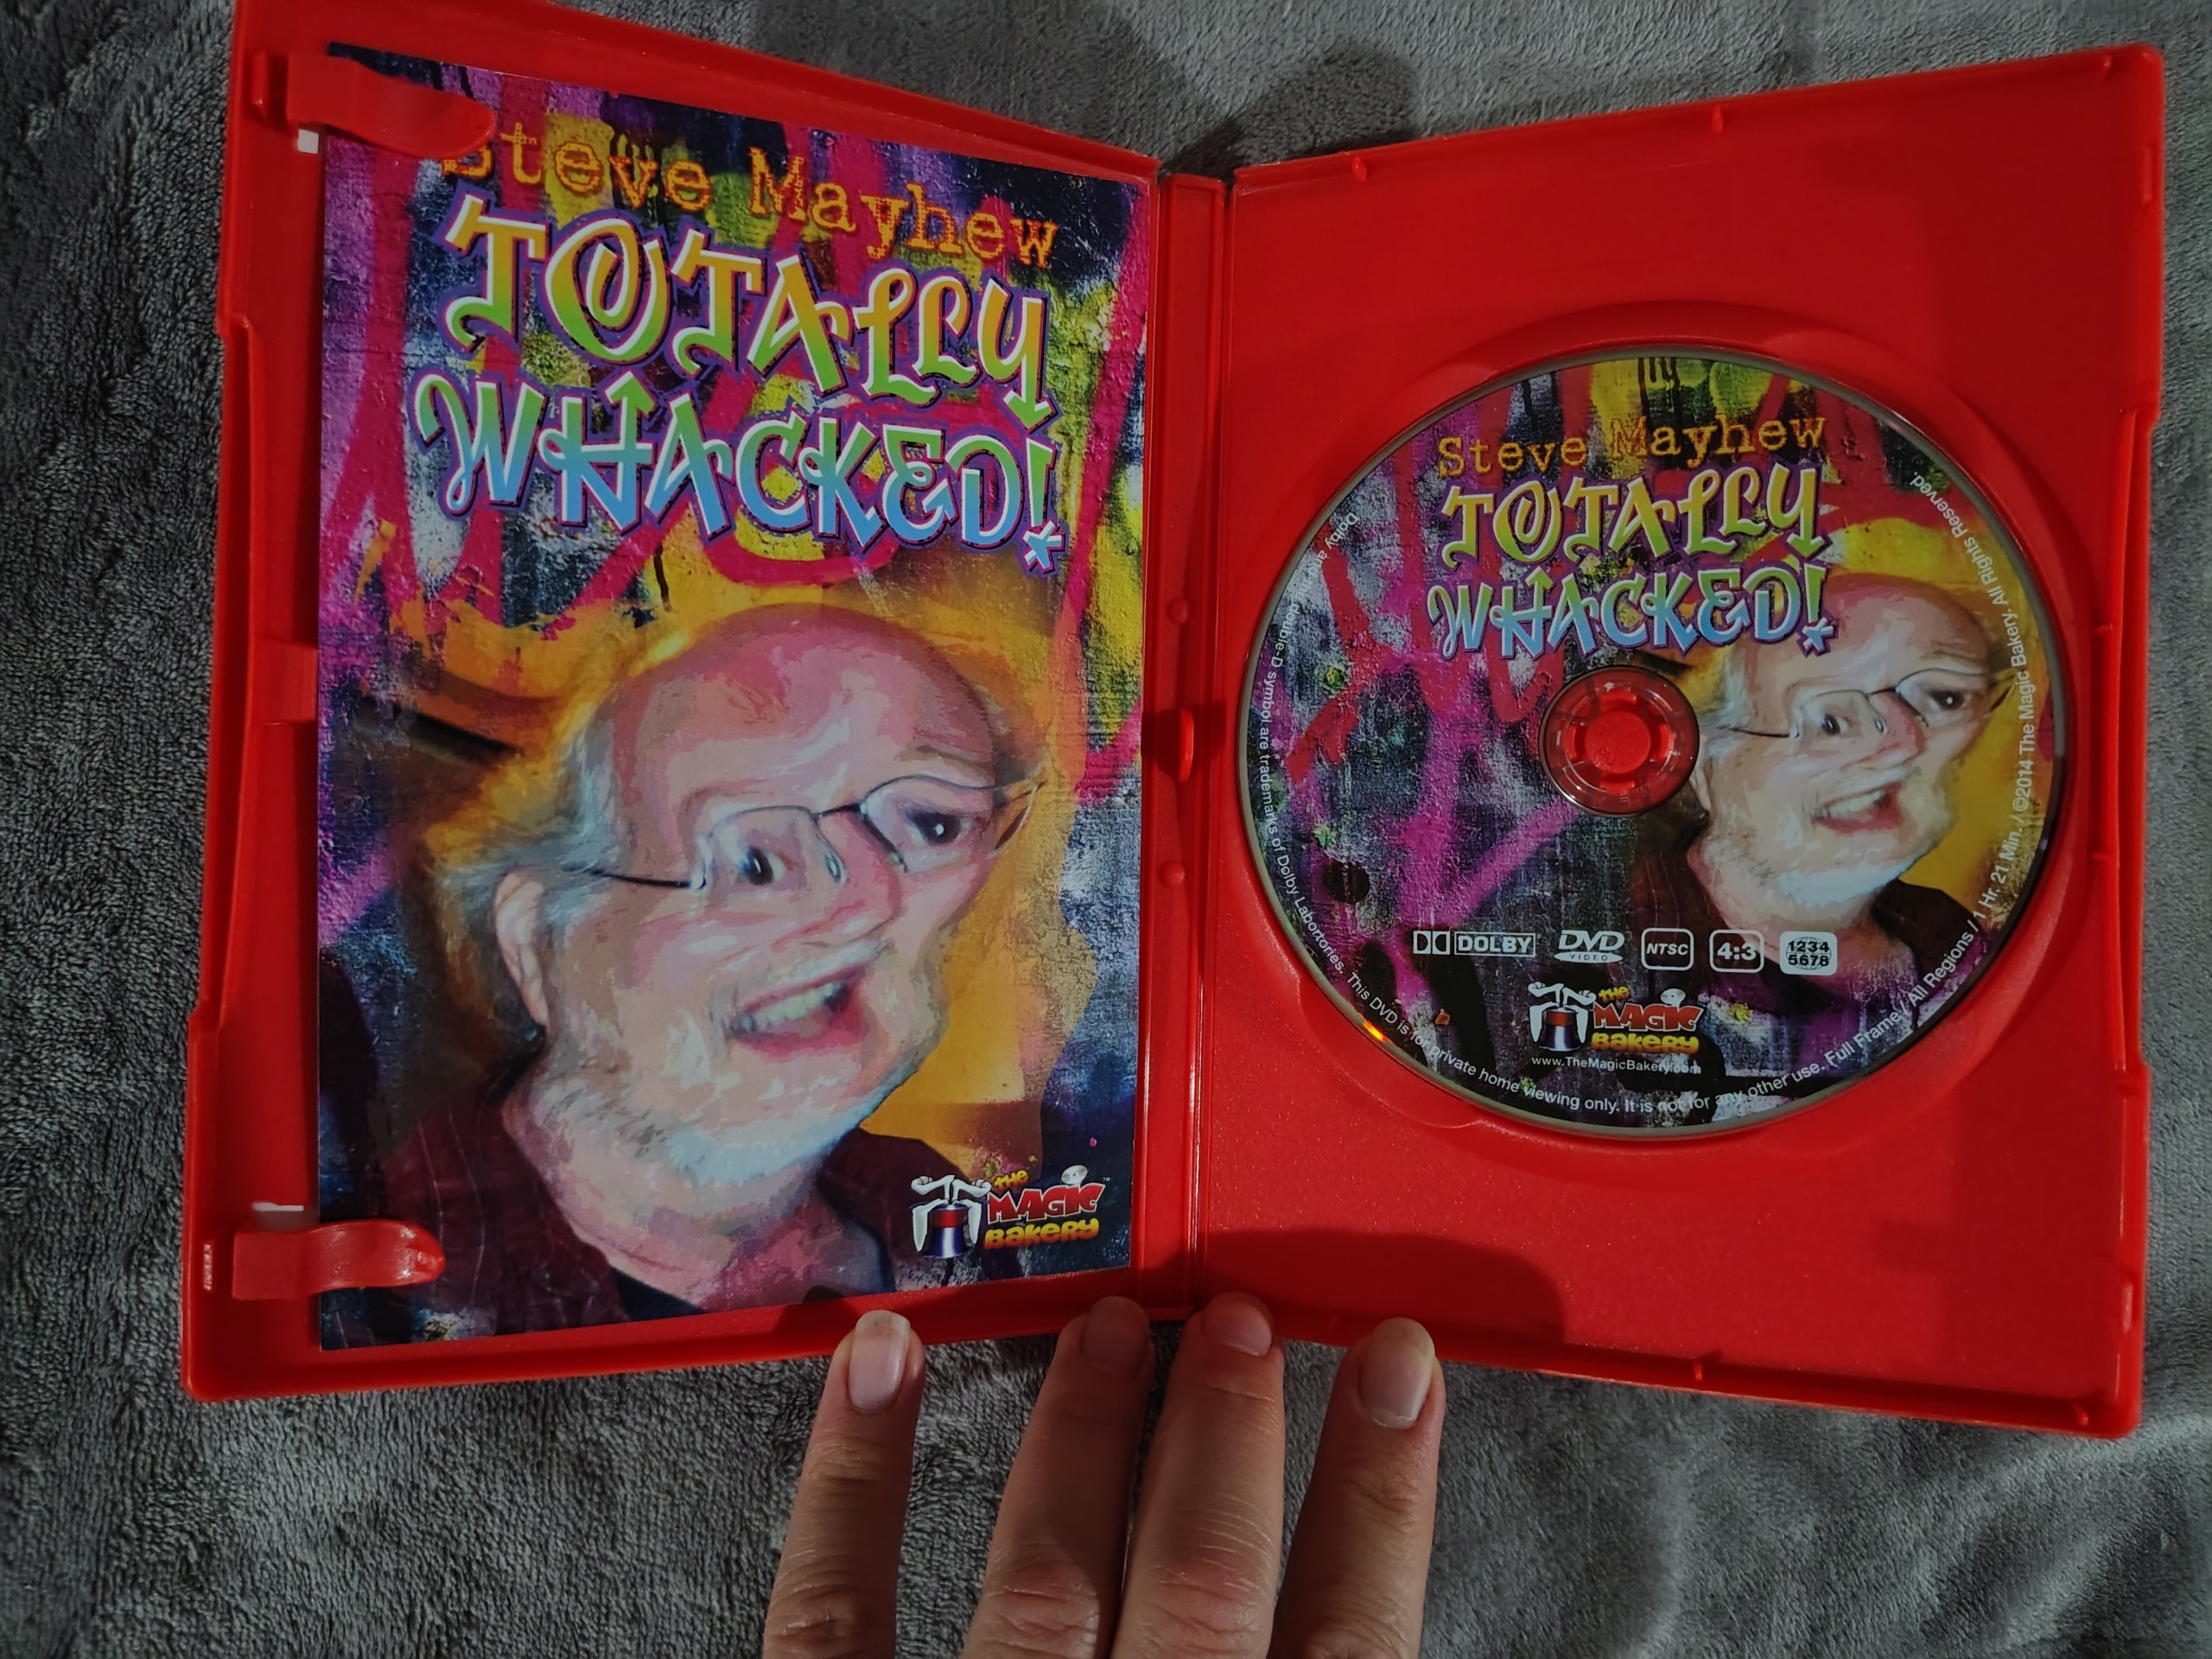 Steve Mayhew
TOTALLY
WHACKED!
THE
MAGIC
BAKERY
Steve Mayhew
TOTALLY
WHACKED!
DOLBY
DVD
VIDEO
NTSC
4:3
1234
5678
THE
MAGIC
BAKERY
www.TheMagicBakery.com
Dolby a
double-D symbol are trademarks of Dolby Labortories. This DVD is for private home viewing only. It is not for any other use. Full Frame / All Regions / 1 Hr. 21 Min. / ©2014 The Magic Bakery. All Rights Reserved.